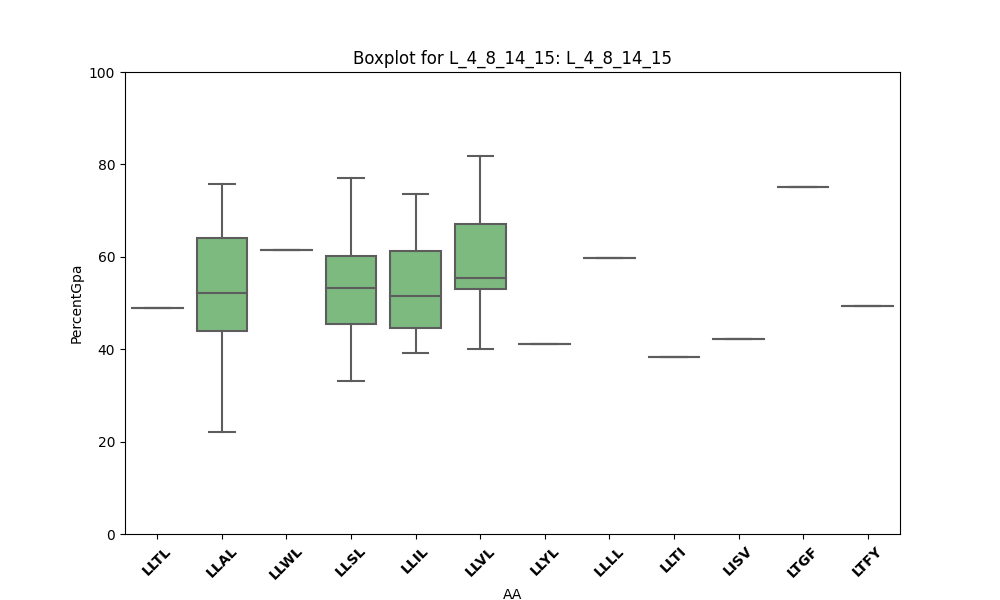 Boxplot for L_4_8_14_15: L_4_8_14_15
100
80
60
40
20
0
PercentGpa
LLTL
LLAL
LLWL
LLSL
LLIL
LLVL
LLYL
LLLL
LLTI
LISV
LTGF
LTFY
AA